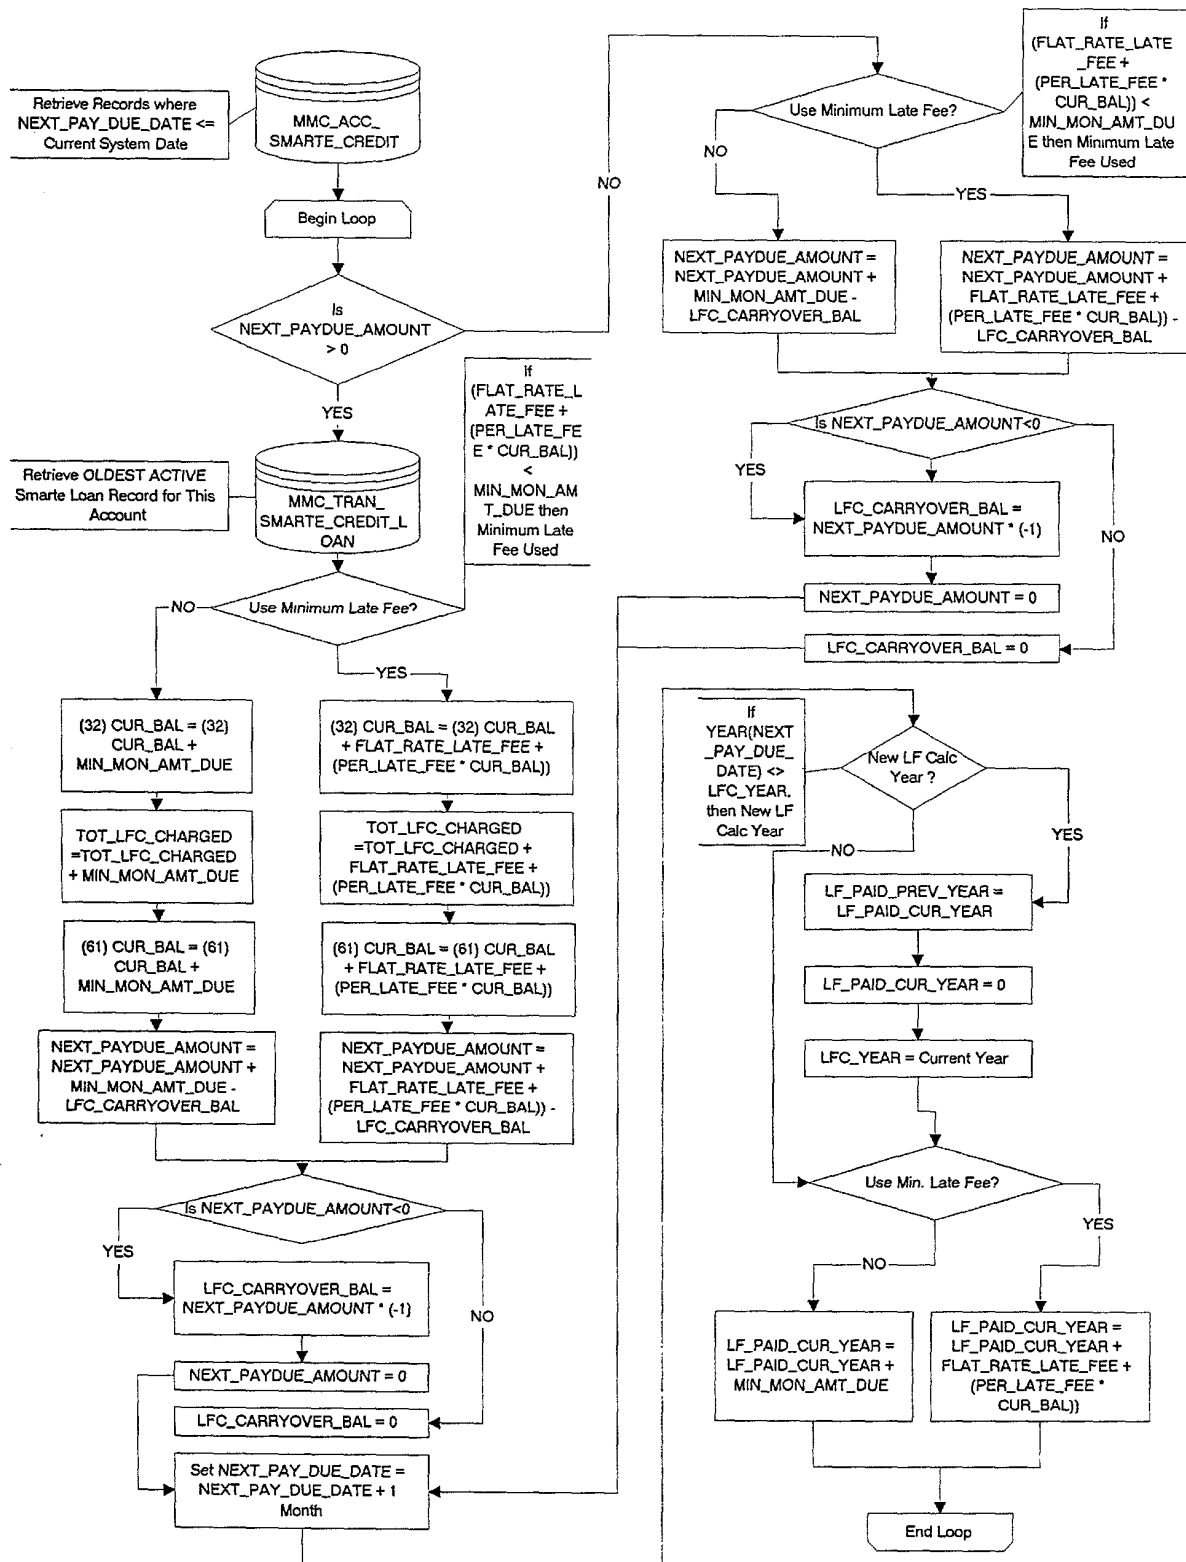 Retrieve Records where
NEXT_PAY_DUE_DATE <=
Current System Date
MMC_ACC_
SMARTE_CREDIT
Begin Loop
Is
NEXT_PAYDUE_AMOUNT
> 0
NO
YES
Retrieve OLDEST ACTIVE
Smarte Loan Record for This
Account
MMC_TRAN_
SMARTE_CREDIT_L
OAN
If
(FLAT_RATE_L
ATE_FEE +
(PER_LATE_FE
E * CUR_BAL))
<
MIN_MON_AM
T_DUE then
Minimum Late
Fee Used
NO
Use Minimum Late Fee?
YES
(32) CUR_BAL = (32)
CUR_BAL +
MIN_MON_AMT_DUE
(32) CUR_BAL = (32) CUR_BAL
+ FLAT_RATE_LATE_FEE +
(PER_LATE_FEE * CUR_BAL))
TOT_LFC_CHARGED
=TOT_LFC_CHARGED
+ MIN_MON_AMT_DUE
TOT_LFC_CHARGED
=TOT_LFC_CHARGED +
FLAT_RATE_LATE_FEE +
(PER_LATE_FEE * CUR_BAL))
(61) CUR_BAL = (61)
CUR_BAL +
MIN_MON_AMT_DUE
(61) CUR_BAL = (61) CUR_BAL
+ FLAT_RATE_LATE_FEE +
(PER_LATE_FEE * CUR_BAL))
NEXT_PAYDUE_AMOUNT =
NEXT_PAYDUE_AMOUNT +
MIN_MON_AMT_DUE -
LFC_CARRYOVER_BAL
NEXT_PAYDUE_AMOUNT =
NEXT_PAYDUE_AMOUNT +
FLAT_RATE_LATE_FEE +
(PER_LATE_FEE * CUR_BAL)) -
LFC_CARRYOVER_BAL
Is NEXT_PAYDUE_AMOUNT<0
YES
NO
LFC_CARRYOVER_BAL =
NEXT_PAYDUE_AMOUNT * (-1)
NEXT_PAYDUE_AMOUNT = 0
LFC_CARRYOVER_BAL = 0
Set NEXT_PAY_DUE_DATE =
NEXT_PAY_DUE_DATE + 1
Month
Use Minimum Late Fee?
If
(FLAT_RATE_LATE
_FEE +
(PER_LATE_FEE *
CUR_BAL)) <
MIN_MON_AMT_DU
E then Minimum Late
Fee Used
NO
YES
NEXT_PAYDUE_AMOUNT =
NEXT_PAYDUE_AMOUNT +
MIN_MON_AMT_DUE -
LFC_CARRYOVER_BAL
NEXT_PAYDUE_AMOUNT =
NEXT_PAYDUE_AMOUNT +
FLAT_RATE_LATE_FEE +
(PER_LATE_FEE * CUR_BAL)) -
LFC_CARRYOVER_BAL
Is NEXT_PAYDUE_AMOUNT<0
YES
NO
LFC_CARRYOVER_BAL =
NEXT_PAYDUE_AMOUNT * (-1)
NEXT_PAYDUE_AMOUNT = 0
LFC_CARRYOVER_BAL = 0
If
YEAR(NEXT
_PAY_DUE_
DATE) <>
LFC_YEAR,
then New LF
Calc Year
New LF Calc
Year ?
YES
NO
LF_PAID_PREV_YEAR =
LF_PAID_CUR_YEAR
LF_PAID_CUR_YEAR = 0
LFC_YEAR = Current Year
Use Min. Late Fee?
NO
YES
LF_PAID_CUR_YEAR =
LF_PAID_CUR_YEAR +
MIN_MON_AMT_DUE
LF_PAID_CUR_YEAR =
LF_PAID_CUR_YEAR +
FLAT_RATE_LATE_FEE +
(PER_LATE_FEE *
CUR_BAL))
End Loop